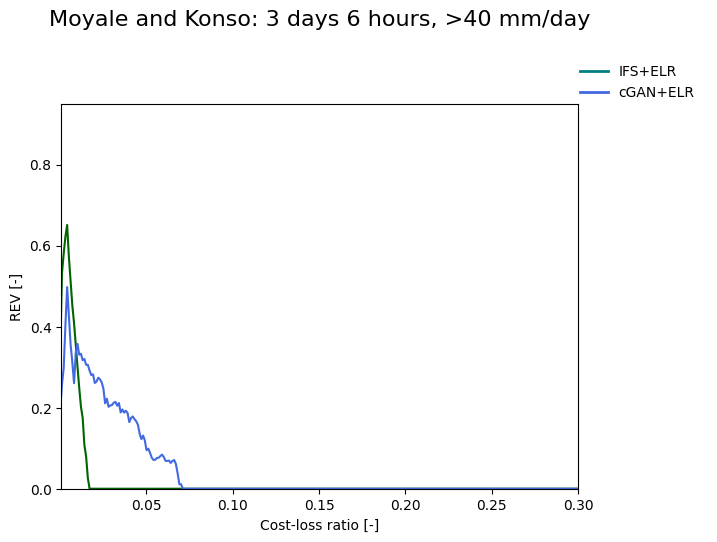 Moyale and Konso: 3 days 6 hours, >40 mm/day
IFS+ELR
cGAN+ELR
0.8
0.6
0.4
0.2
0.0
REV [-]
0.05 0.10 0.15 0.20 0.25 0.30
Cost-loss ratio [-]